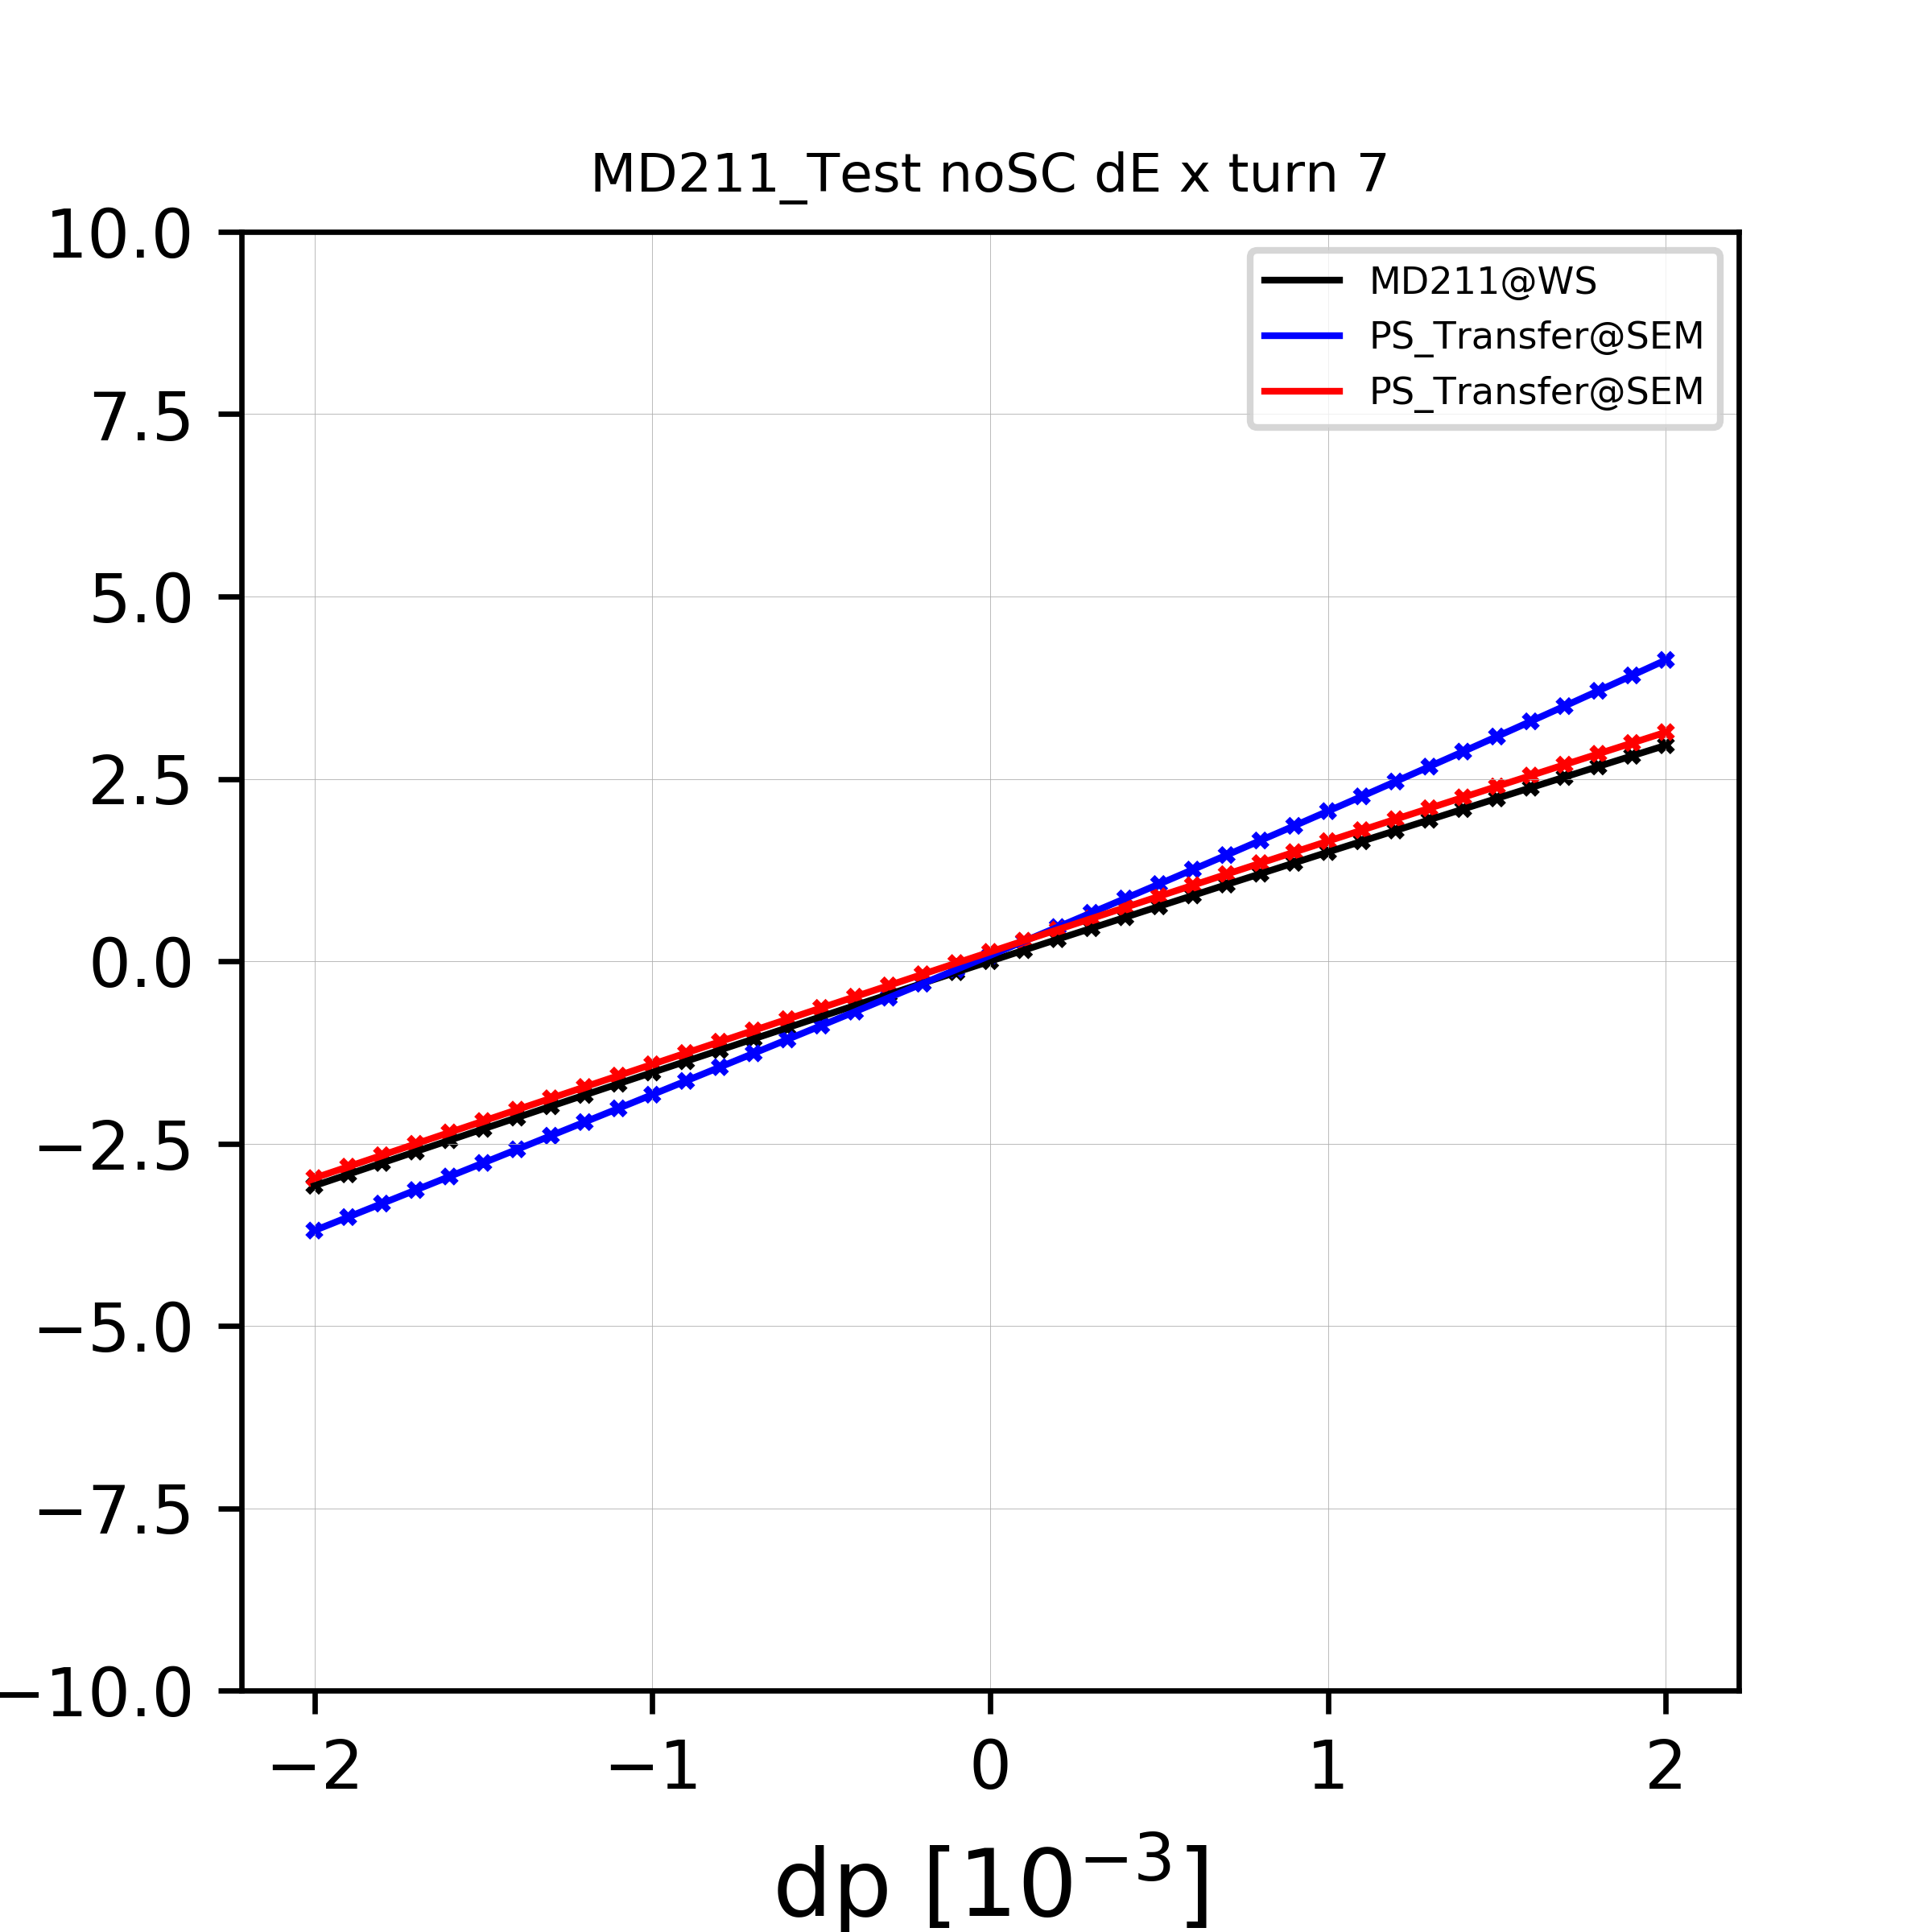 MD211_Test noSC dE x turn 7
MD211@WS
PS_Transfer@SEM
PS_Transfer@SEM
10.0
7.5
5.0
2.5
0.0
−2.5
−5.0
−7.5
−10.0
−2 −1 0 1 2
dp [10⁻³]